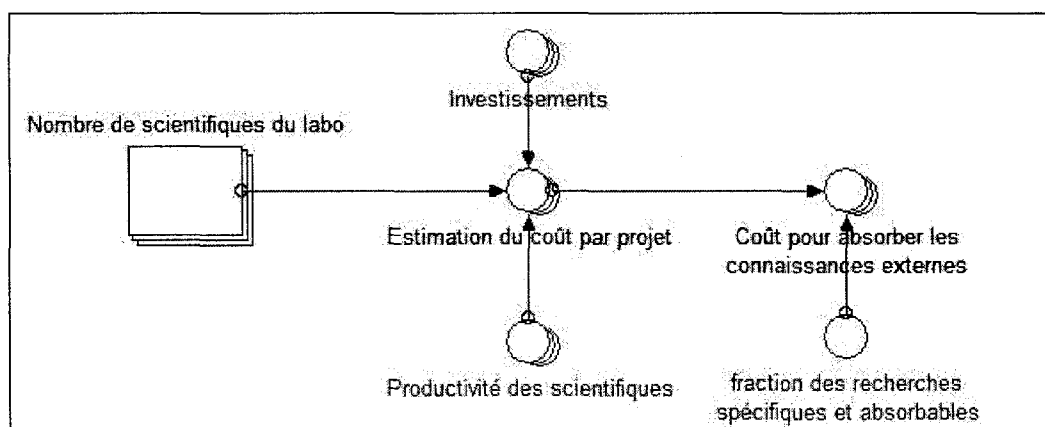 Investissements
Nombre de scientifiques du labo
Estimation du coût par projet
Coût pour absorber les
connaissances externes
Productivité des scientifiques
fraction des recherches
spécifiques et absorbables